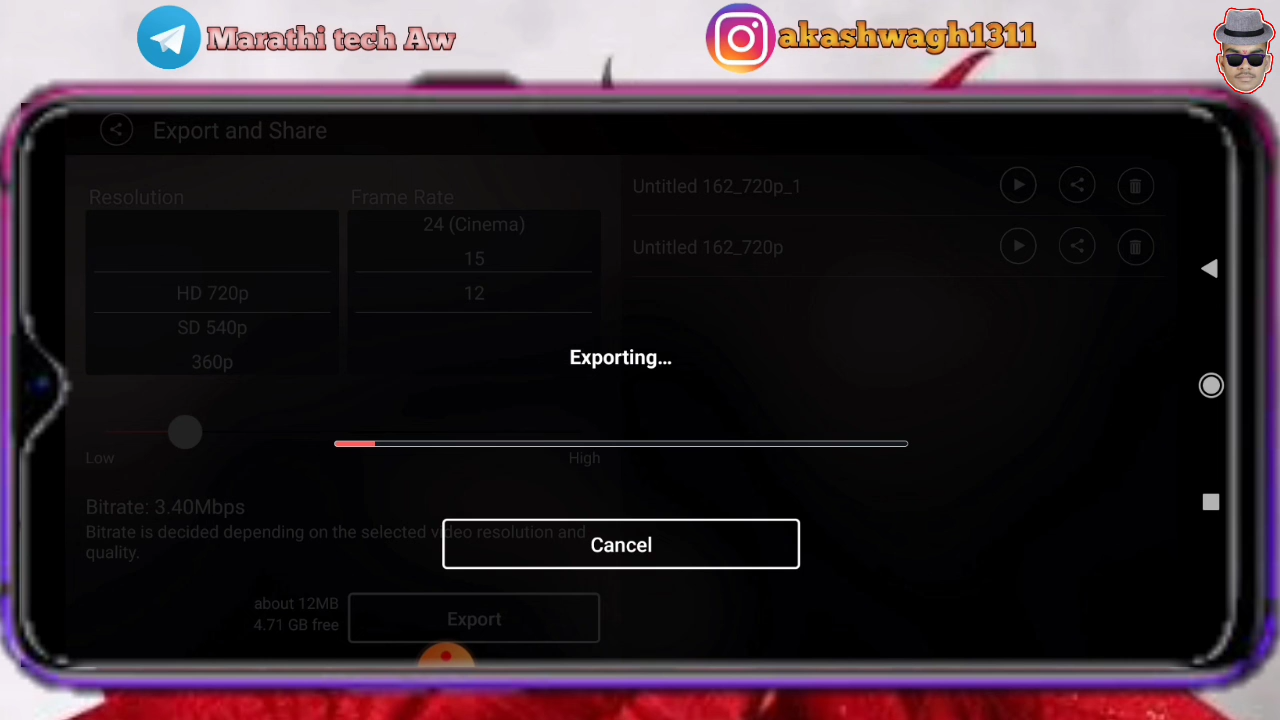 Marathi tech Aw
akashwagh1311
Export and Share
Resolution
Frame Rate
HD 720p
SD 540p
360p
24 (Cinema)
15
12
Untitled 162_720p_1
Untitled 162_720p
Exporting...
Low
High
Bitrate: 3.40Mbps
Bitrate is decided depending on the selected video resolution and
quality.
Cancel
about 12MB
4.71 GB free
Export